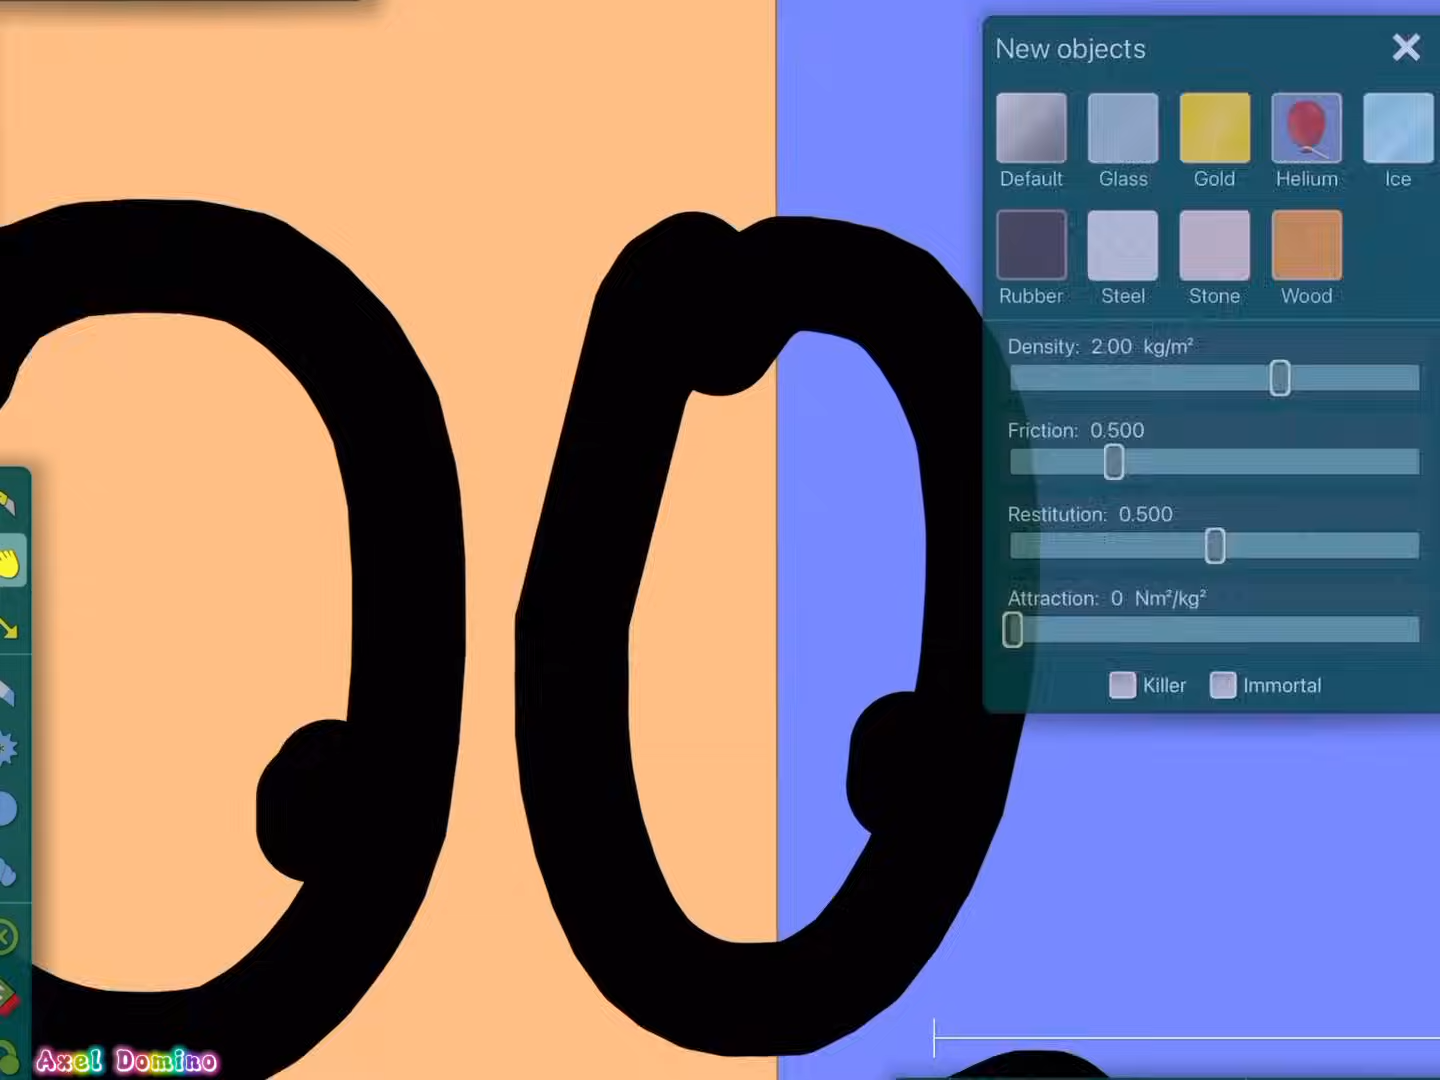 New objects
Default Glass Gold Helium Ice
Rubber Steel Stone Wood
Density: 2.00 kg/m²
Friction: 0.500
Restitution: 0.500
Attraction: 0 Nm²/kg²
Killer Immortal
Axel Domino